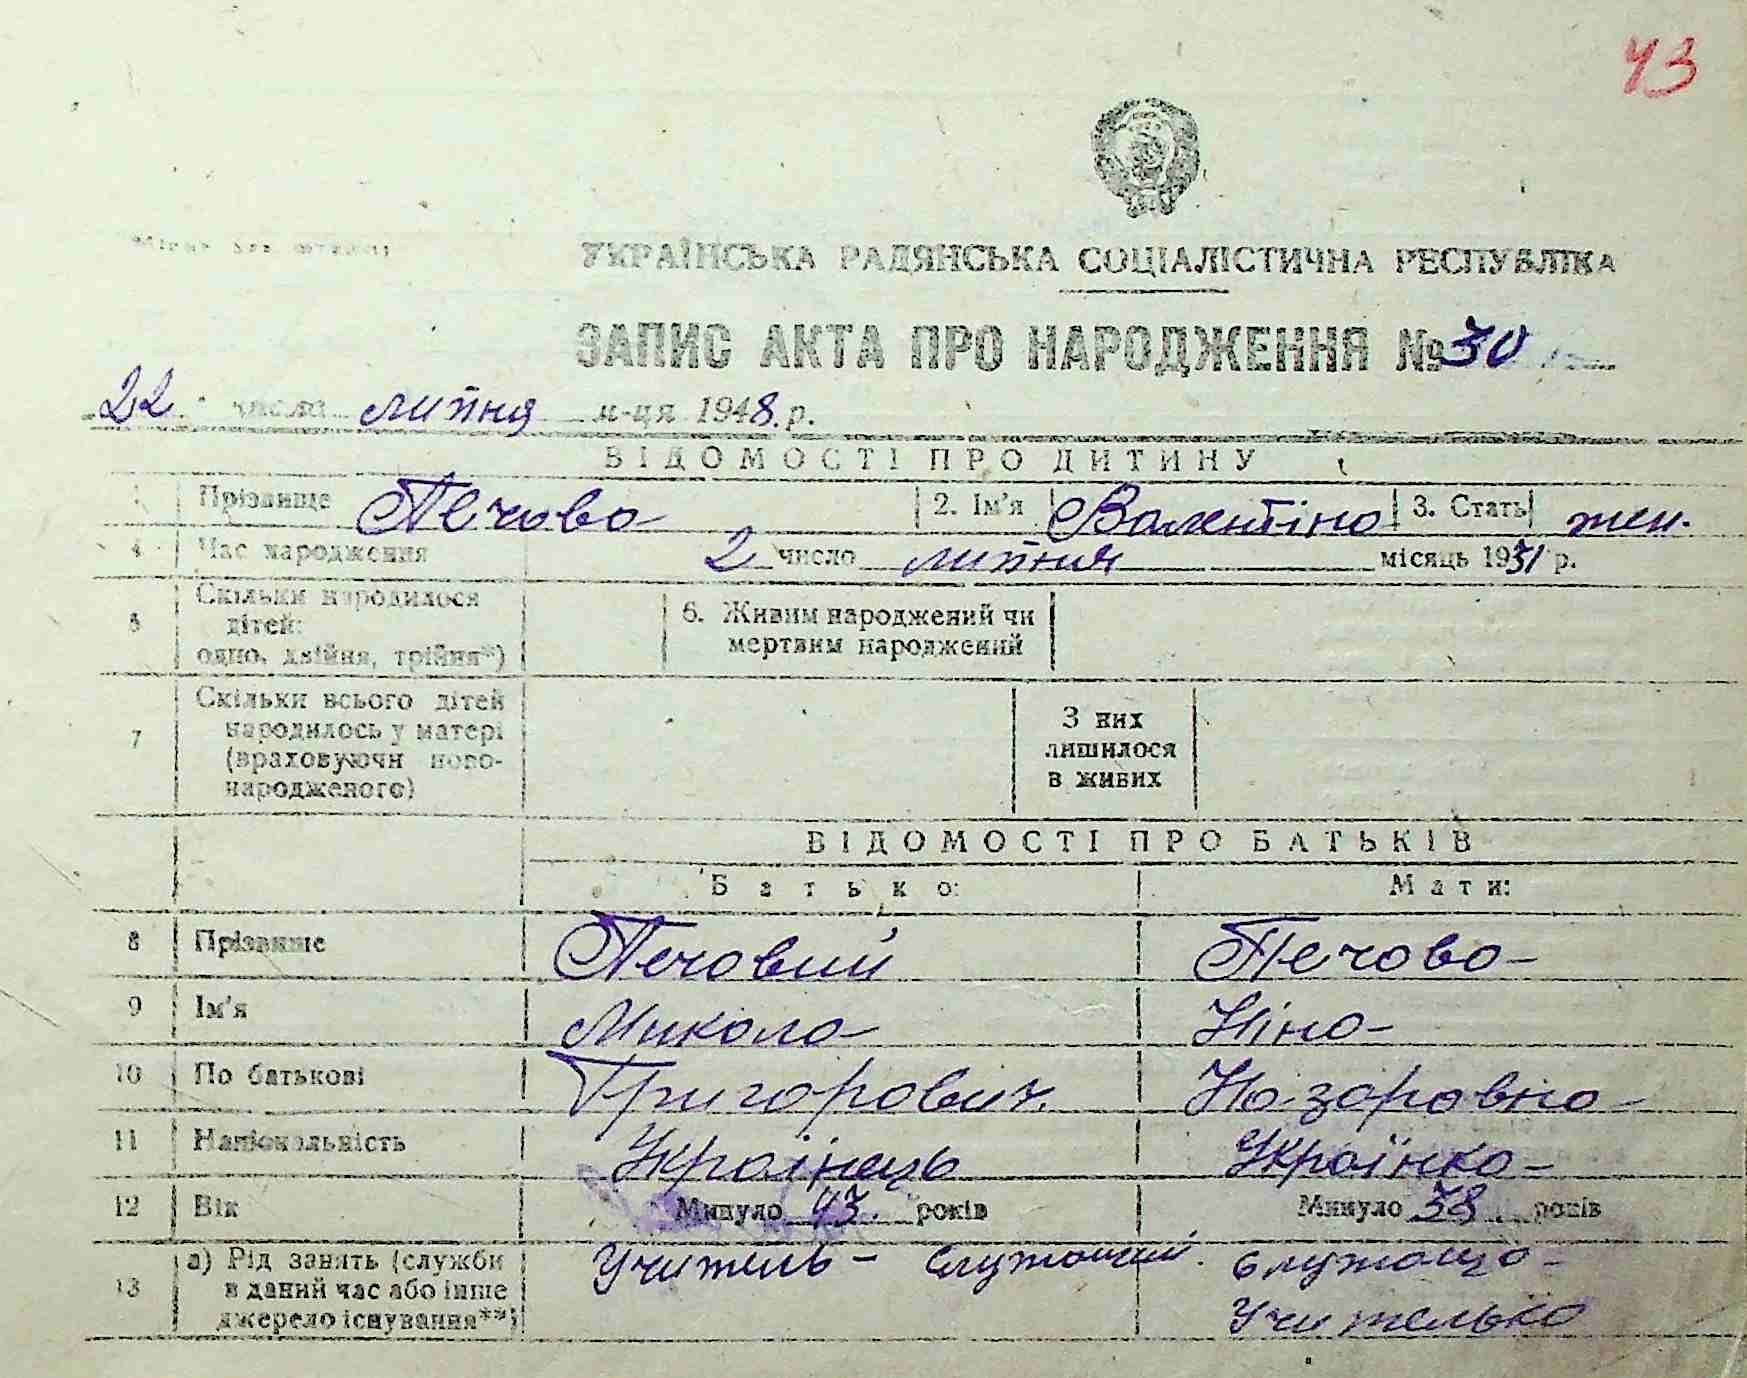 43
УКРАЇНСЬКА РАДЯНСЬКА СОЦІАЛІСТИЧНА РЕСПУБЛІКА
ЗАПИС АКТА ПРО НАРОДЖЕННЯ № 30
22 число липня м-ця 1948 р.
ВІДОМОСТІ ПРО ДИТИНУ
1 Прізвище Печова 2. Ім'я Валентіна 3. Стать жен.
4 Час народження 2 число липня місяць 1931 р.
5 Скільки народилося дітей: одно, двійня, трійня*) 6. Живим народжений чи мертвим народжений
7 Скільки всього дітей народилось у матері (враховуючи новонародженого) З них лишилося в живих
ВІДОМОСТІ ПРО БАТЬКІВ
Батько: Мати:
8 Прізвище Печовий Печова
9 Ім'я Микола Ніна
10 По батькові Григорович Назаровна
11 Національність Українець Українка
12 Вік Минуло 43 років Минуло 38 років
13 а) Рід занять (служби в даний час або інше джерело існування**) Учитель - Служащий. Служаща - Учителька